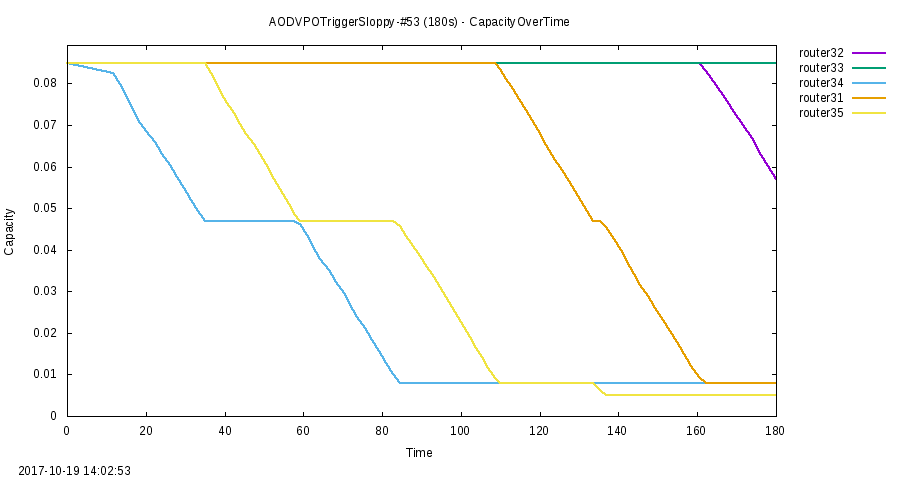 AODVPOTriggerSloppy-#53 (180s) - CapacityOverTime
router32
router33
router34
router31
router35
0.08
0.07
0.06
0.05
0.04
0.03
0.02
0.01
0
Capacity
0 20 40 60 80 100 120 140 160 180
Time
2017-10-19 14:02:53